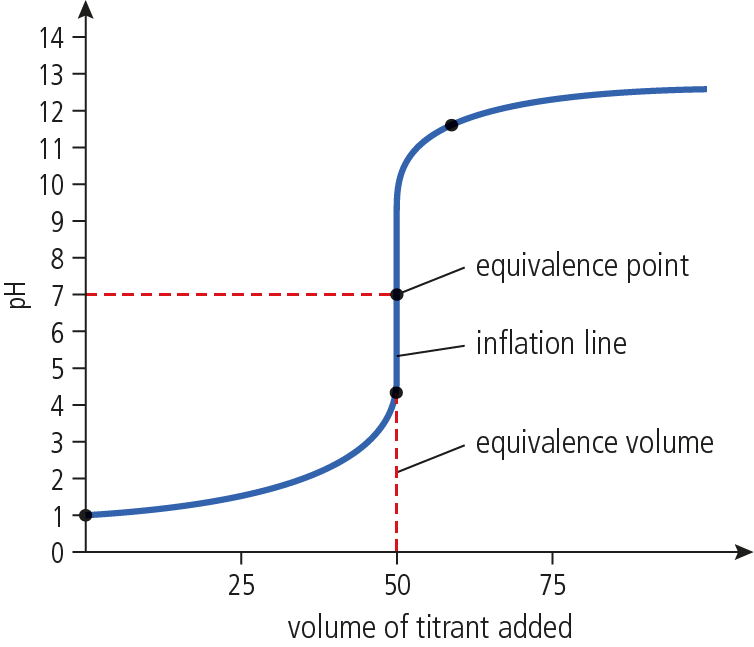 14
13
12
11
10
9
8
7
6
5
4
3
2
1
0
pH
equivalence point
inflation line
equivalence volume
25 50 75
volume of titrant added